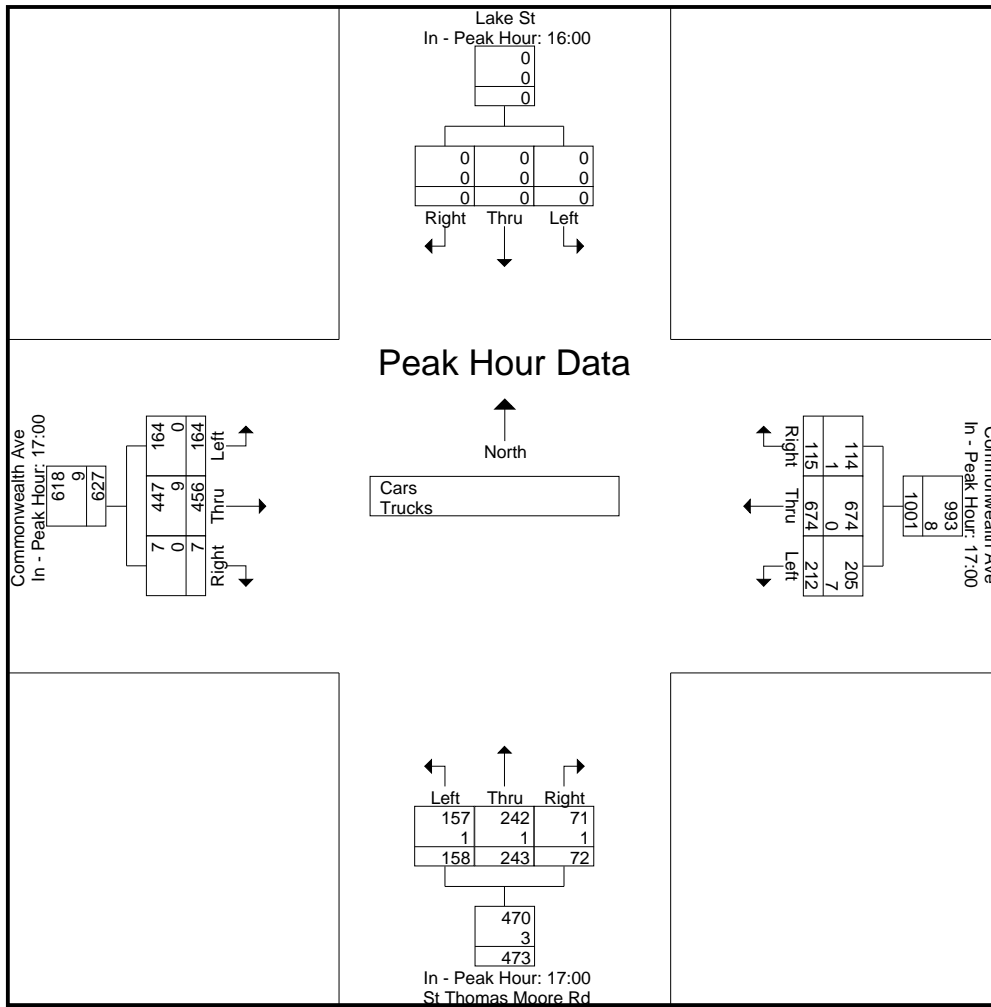 Lake St
In - Peak Hour: 16:00
0
0
0
0 0 0
0 0 0
0 0 0
Right Thru Left
Peak Hour Data
North
Cars
Trucks
Commonwealth Ave
In - Peak Hour: 17:00
618
9
627
164 0 164 Left
447 9 456 Thru
7 0 7 Right
Right 115 1 114
Thru 674 0 674
Left 212 7 205
1001
8
993
In - Peak Hour: 17:00
Commonwealth Ave
Left Thru Right
157 242 71
1 1 1
158 243 72
470
3
473
In - Peak Hour: 17:00
St Thomas Moore Rd